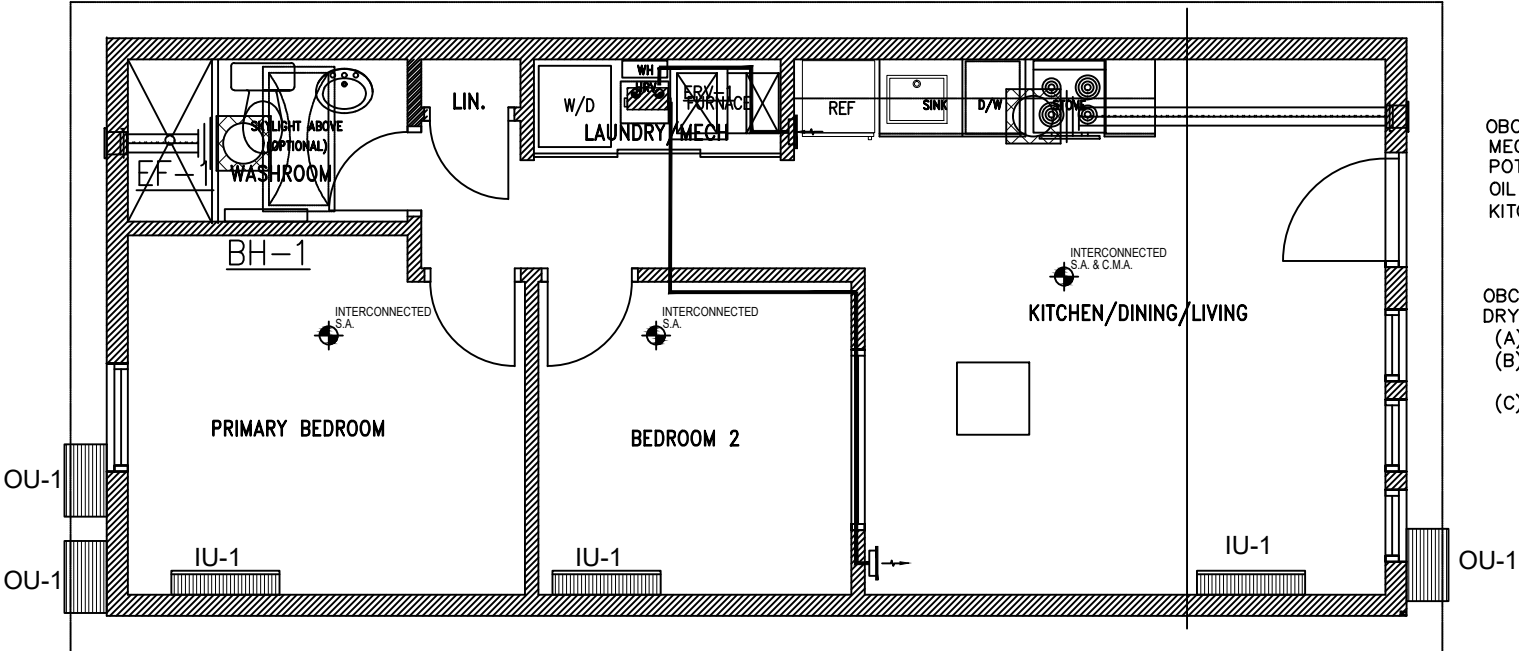 WH
HRV
ERV-1
FURNACE
LIN.
W/D
LAUNDRY/MECH
REF
SINK
D/W
STOVE
SKYLIGHT ABOVE
(OPTIONAL)
EF-1
WASHROOM
BH-1
INTERCONNECTED
S.A.
INTERCONNECTED
S.A.
INTERCONNECTED
S.A. & C.M.A.
KITCHEN/DINING/LIVING
PRIMARY BEDROOM
BEDROOM 2
OU-1
OU-1
IU-1
IU-1
IU-1
OU-1
OBC
MEC
POT
OIL
KITC
OBC
DRY
(A)
(B)
(C)